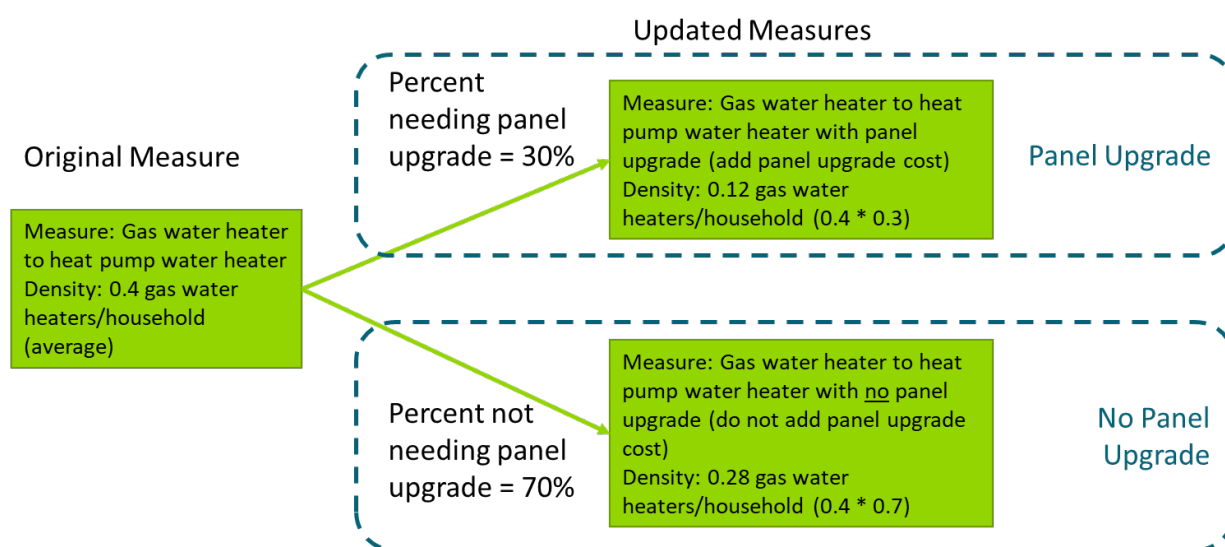 Updated Measures
Original Measure
Measure: Gas water heater
to heat pump water heater
Density: 0.4 gas water
heaters/household
(average)
Percent
needing panel
upgrade = 30%
Measure: Gas water heater to heat
pump water heater with panel
upgrade (add panel upgrade cost)
Density: 0.12 gas water
heaters/household (0.4 * 0.3)
Panel Upgrade
Percent not
needing panel
upgrade = 70%
Measure: Gas water heater to heat
pump water heater with no panel
upgrade (do not add panel upgrade
cost)
Density: 0.28 gas water
heaters/household (0.4 * 0.7)
No Panel
Upgrade